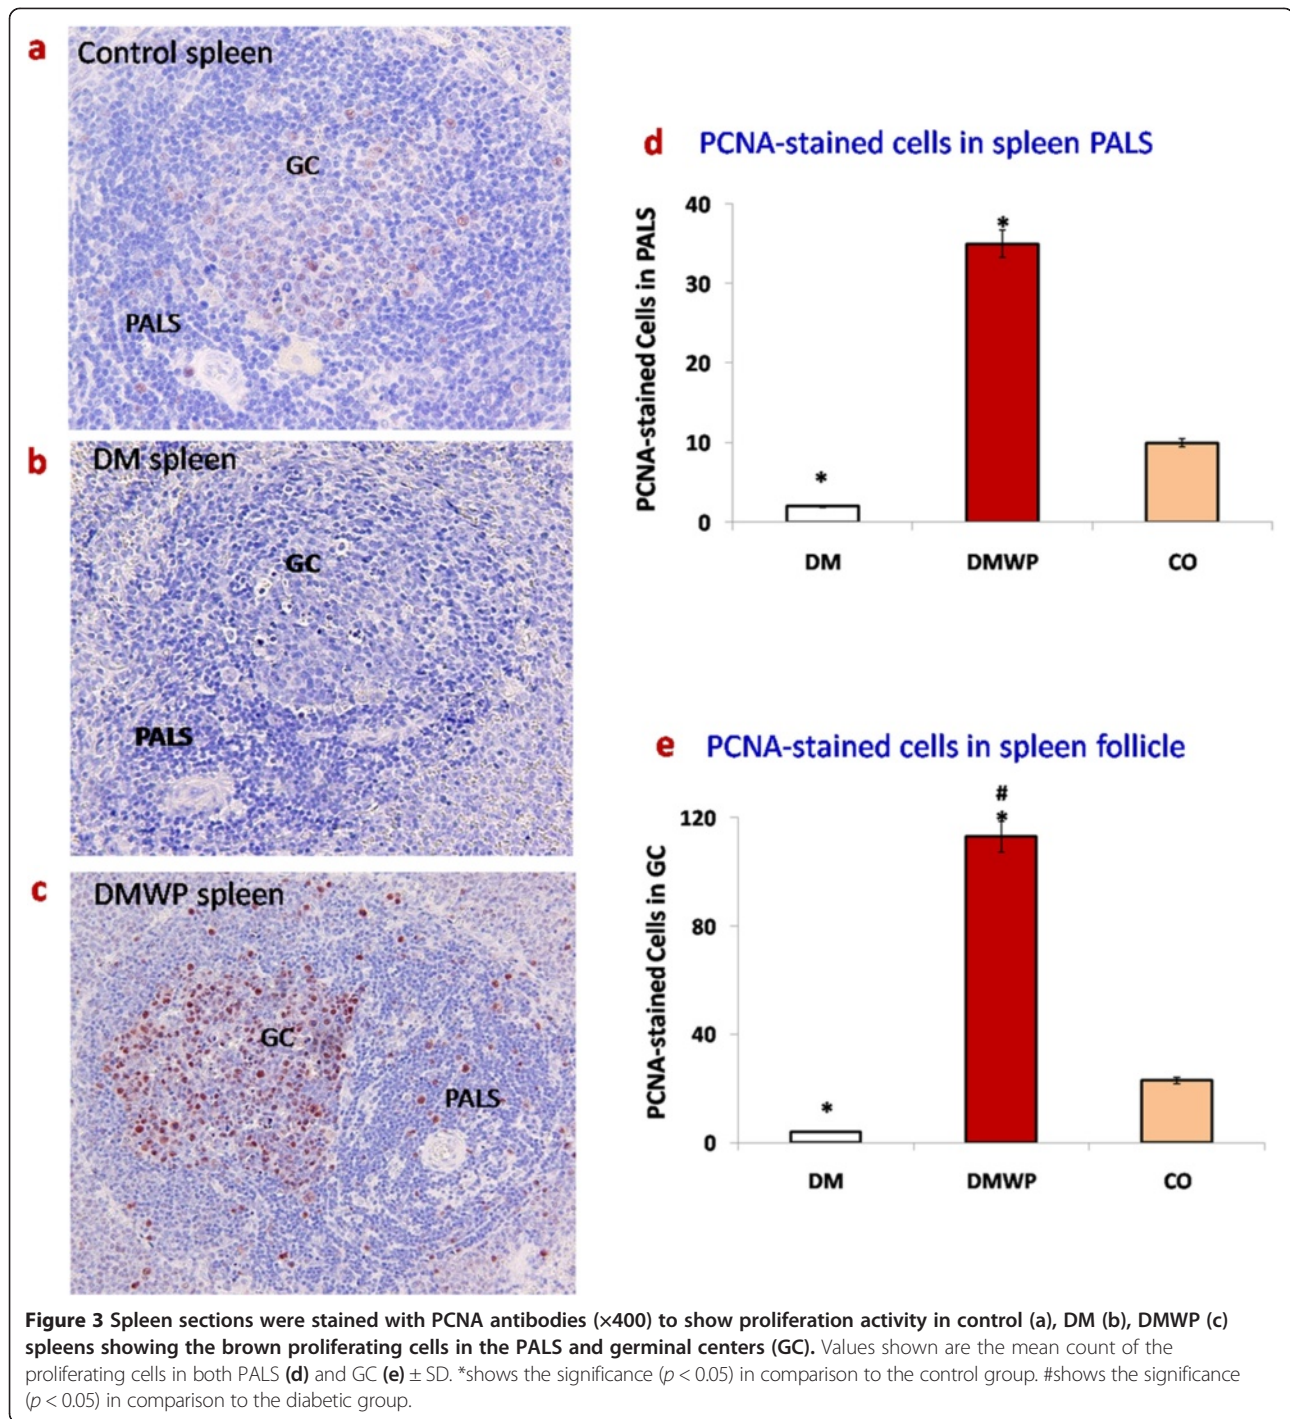 a
Control spleen
GC
PALS
b
DM spleen
GC
PALS
c
DMWP spleen
GC
PALS
d PCNA-stained cells in spleen PALS
PCNA-stained Cells in PALS
40
30
20
10
0
*
*
DM DMWP CO
e PCNA-stained cells in spleen follicle
PCNA-stained Cells in GC
120
80
40
0
#
*
*
DM DMWP CO
Figure 3 Spleen sections were stained with PCNA antibodies (×400) to show proliferation activity in control (a), DM (b), DMWP (c)
spleens showing the brown proliferating cells in the PALS and germinal centers (GC). Values shown are the mean count of the
proliferating cells in both PALS (d) and GC (e) ± SD. *shows the significance (p < 0.05) in comparison to the control group. #shows the significance
(p < 0.05) in comparison to the diabetic group.